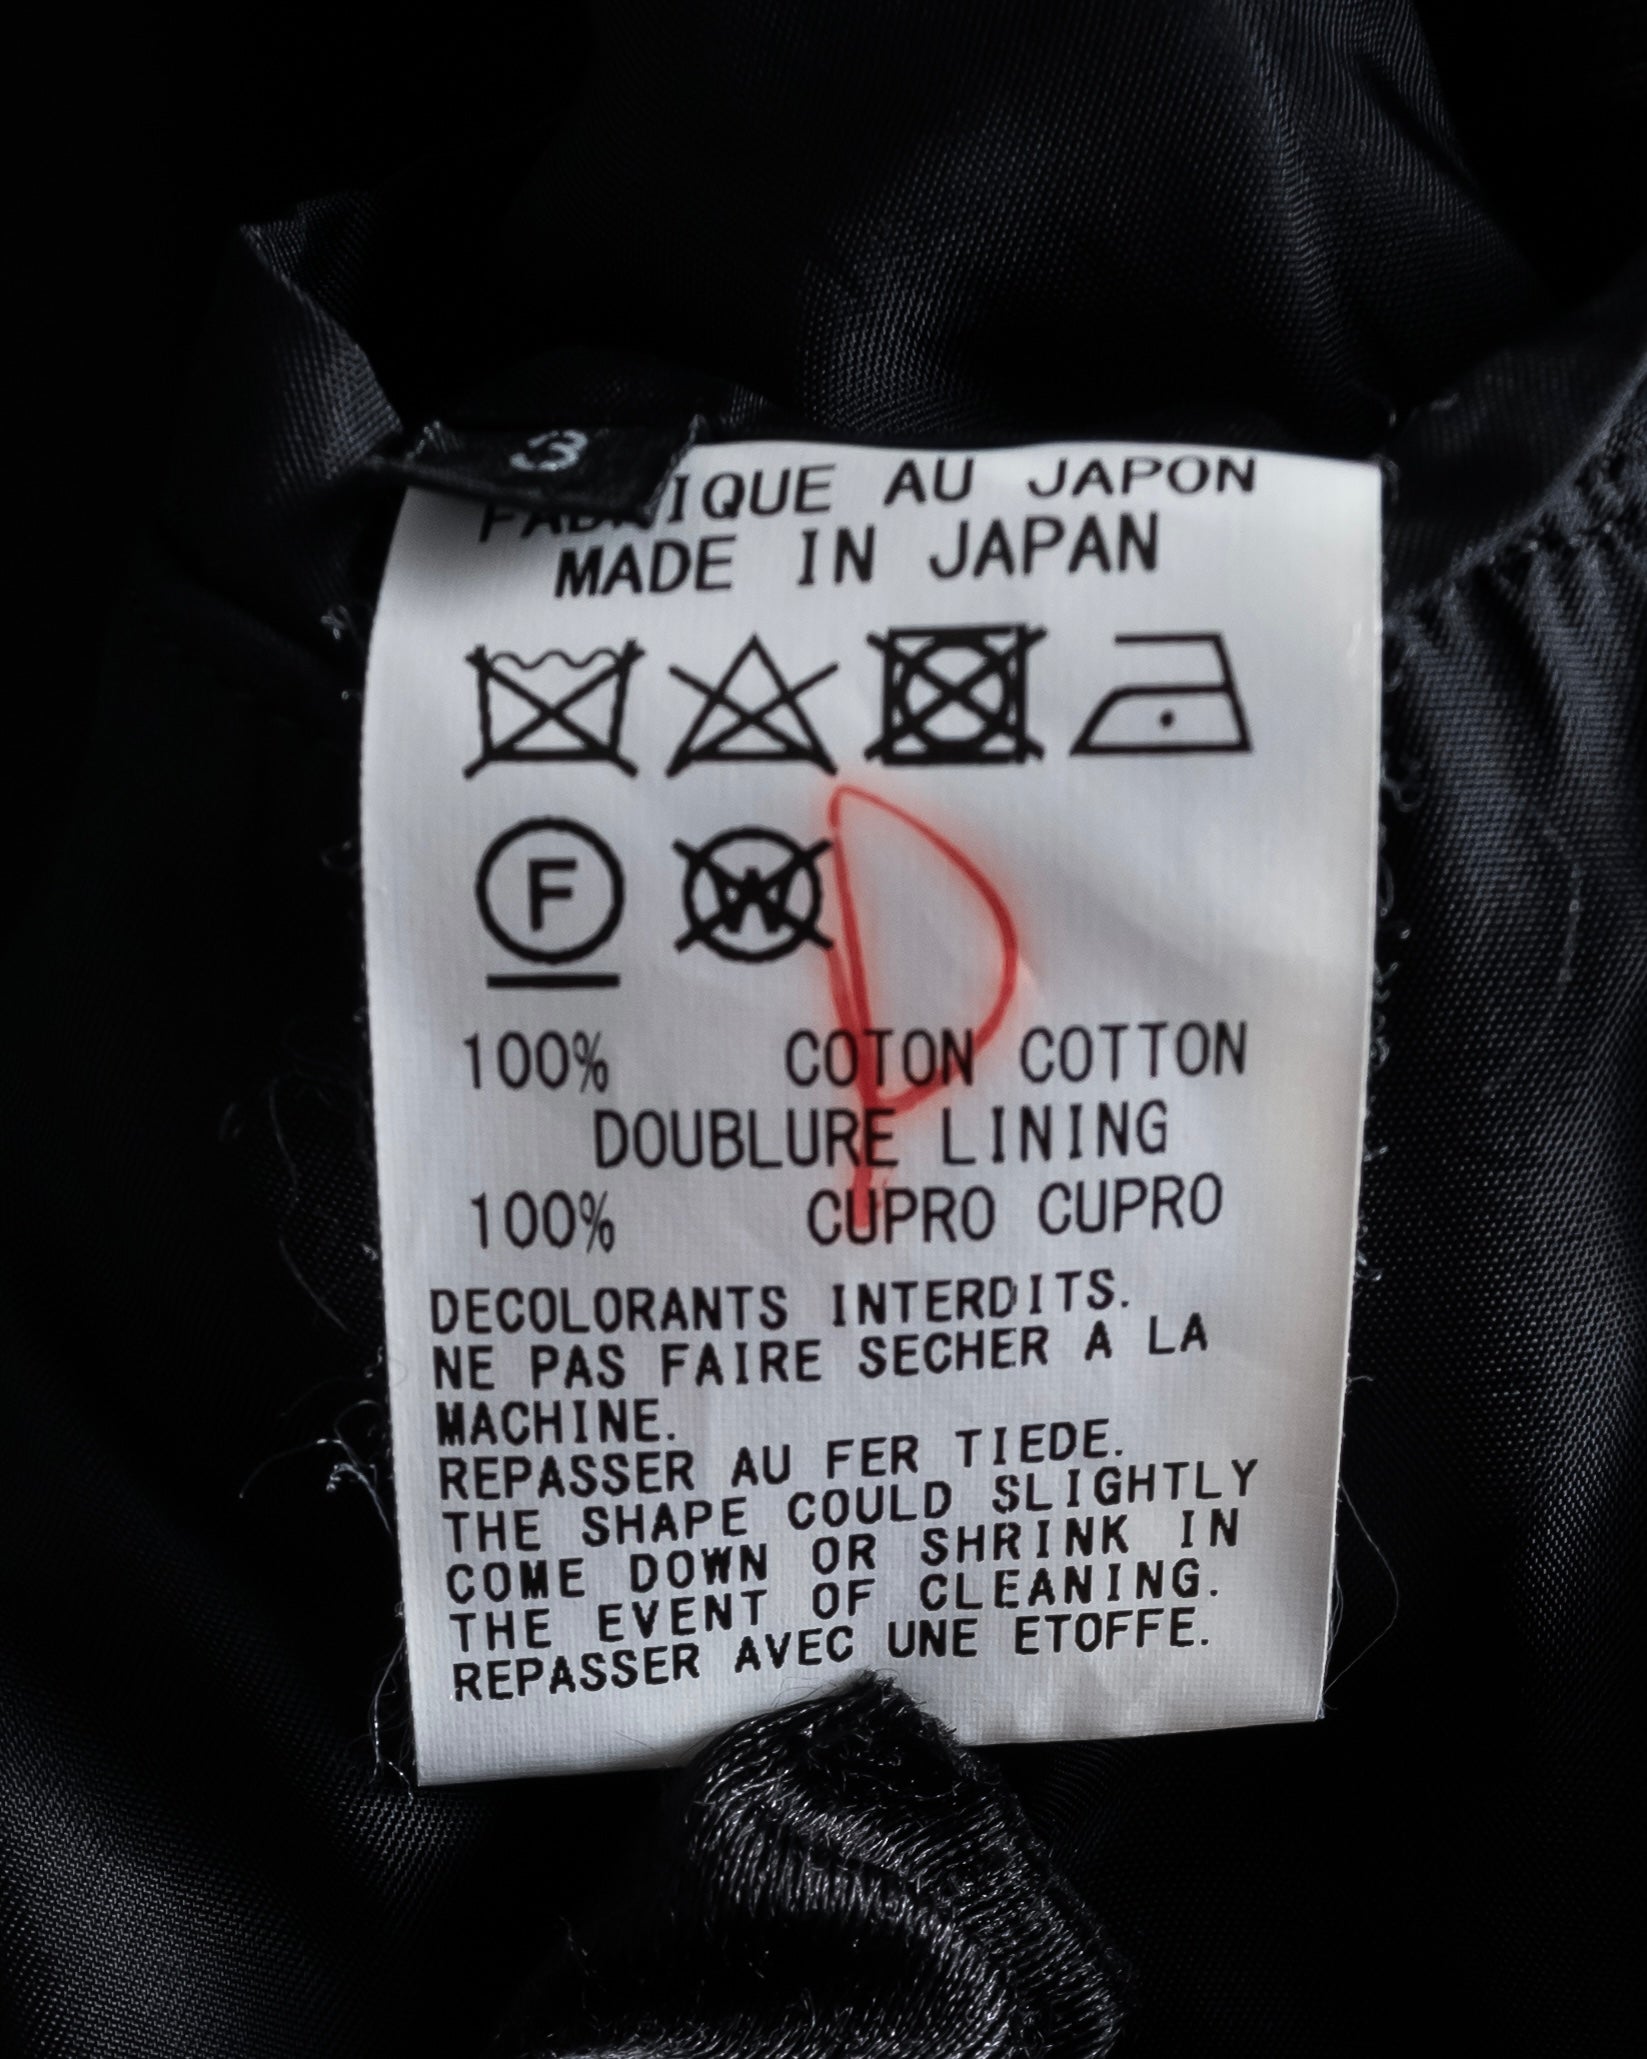 3
FABRIQUE AU JAPON
MADE IN JAPAN
F W
P
100% COTON COTTON
DOUBLURE LINING
100% CUPRO CUPRO
DECOLORANTS INTERDITS.
NE PAS FAIRE SECHER A LA
MACHINE.
REPASSER AU FER TIEDE.
THE SHAPE COULD SLIGHTLY
COME DOWN OR SHRINK IN
THE EVENT OF CLEANING.
REPASSER AVEC UNE ETOFFE.